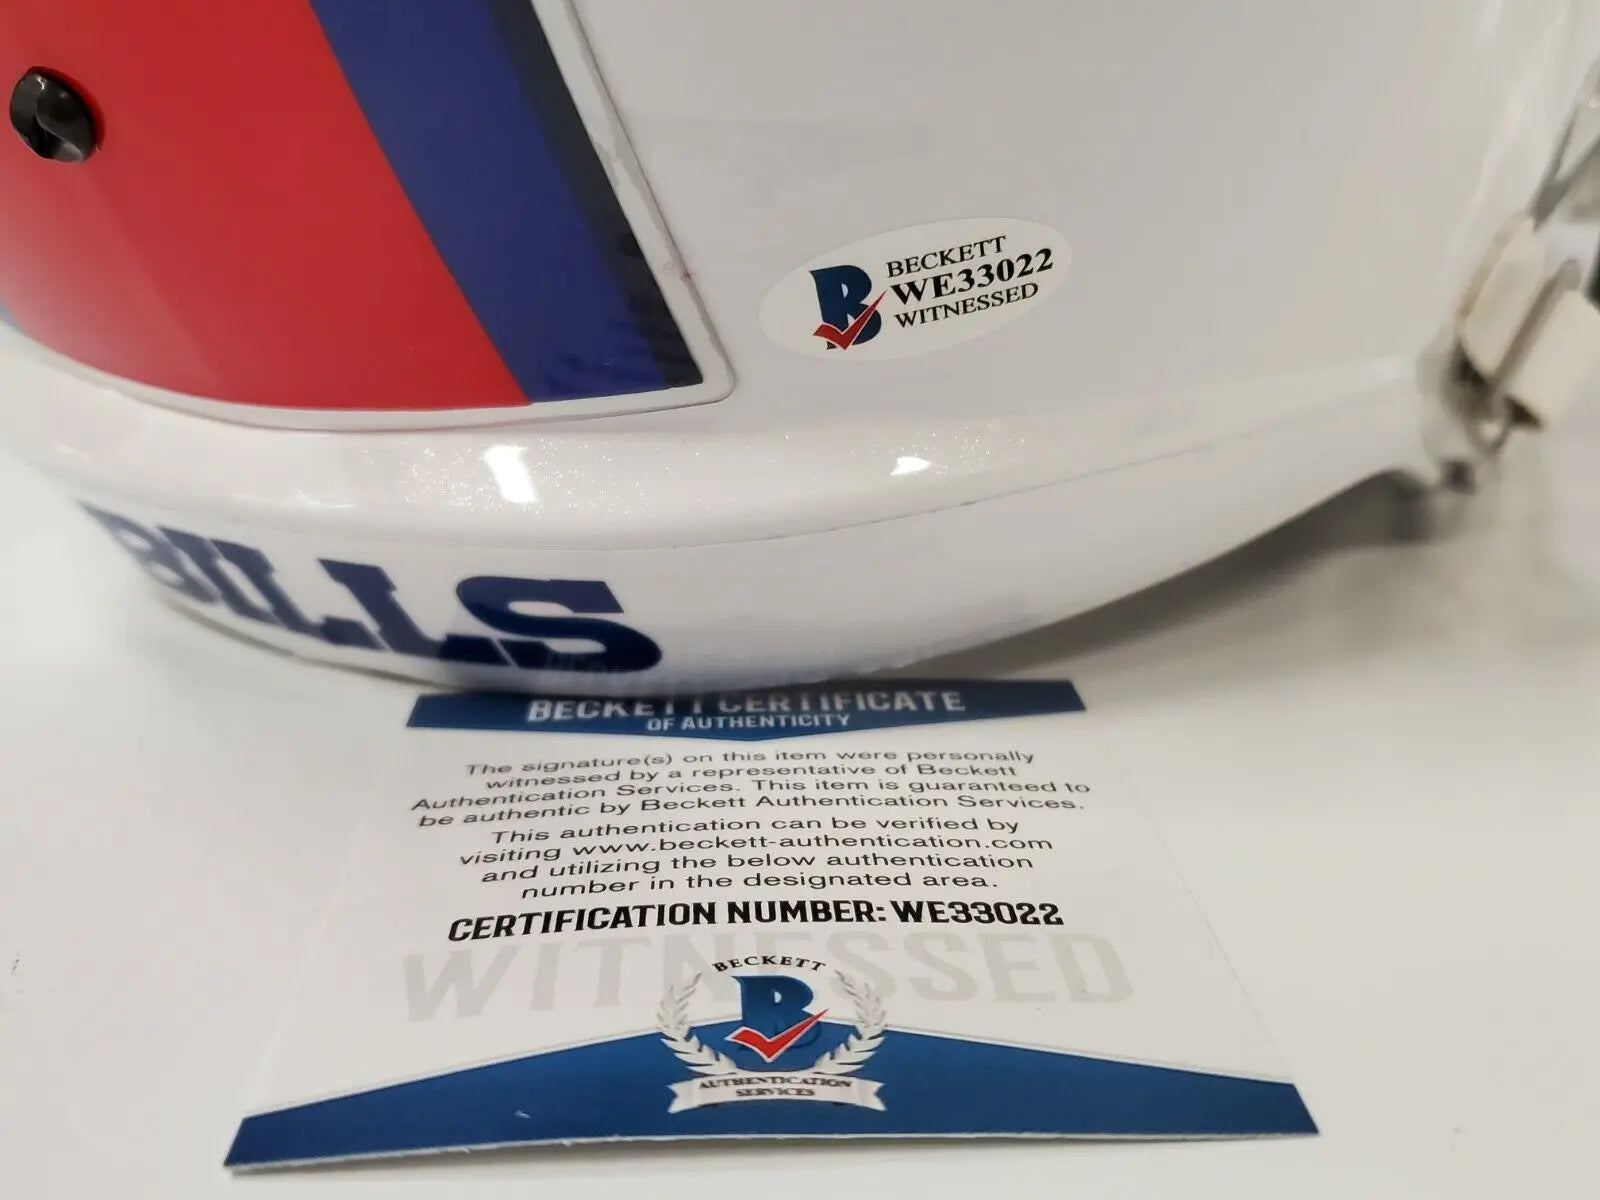 BECKETT
WE33022
WITNESSED
BILLS
BECKETT CERTIFICATE
OF AUTHENTICITY
The signature(s) on this item were personally
witnessed by a representative of Beckett
Authentication Services. This item is guaranteed to
be authentic by Beckett Authentication Services.
This authentication can be verified by
visiting www.beckett-authentication.com
and utilizing the below authentication
number in the designated area.
CERTIFICATION NUMBER: WE33022
WITNESSED
BECKETT
B
AUTHENTICATION
SERVICES